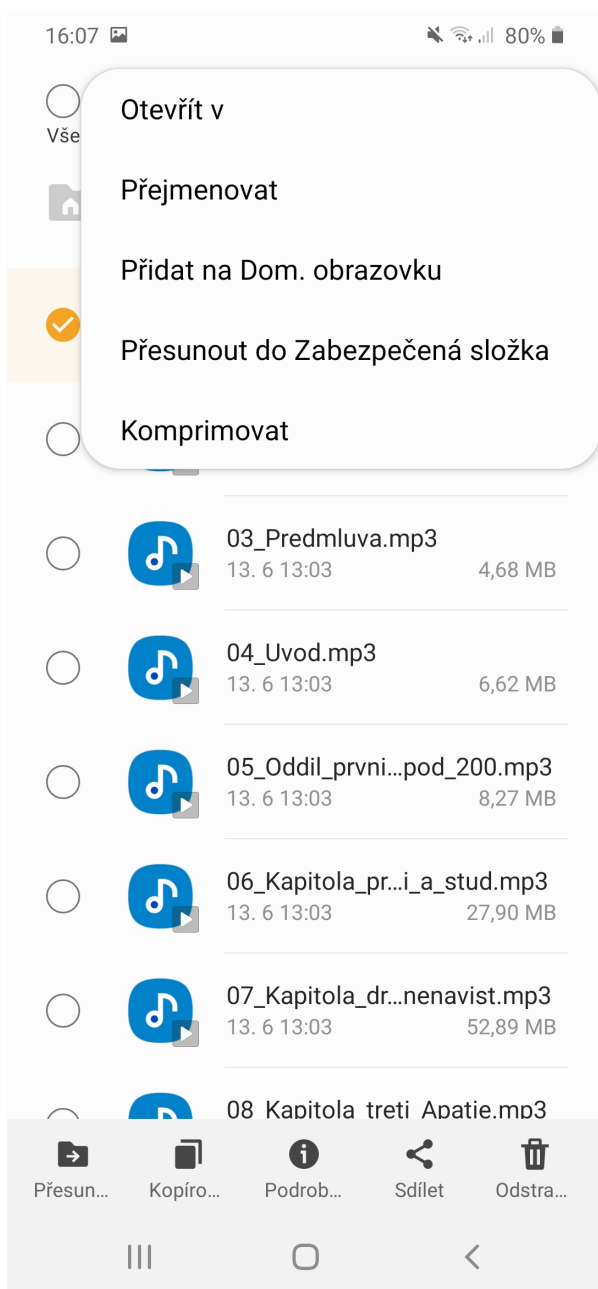 16:07
80%
Vše
Otevřít v
Přejmenovat
Přidat na Dom. obrazovku
Přesunout do Zabezpečená složka
Komprimovat
03_Predmluva.mp3
13. 6 13:03 4,68 MB
04_Uvod.mp3
13. 6 13:03 6,62 MB
05_Oddil_prvni...pod_200.mp3
13. 6 13:03 8,27 MB
06_Kapitola_pr...i_a_stud.mp3
13. 6 13:03 27,90 MB
07_Kapitola_dr...nenavist.mp3
13. 6 13:03 52,89 MB
08_Kapitola_treti_Apatie.mp3
Přesun... Kopíro... Podrob... Sdílet Odstra...